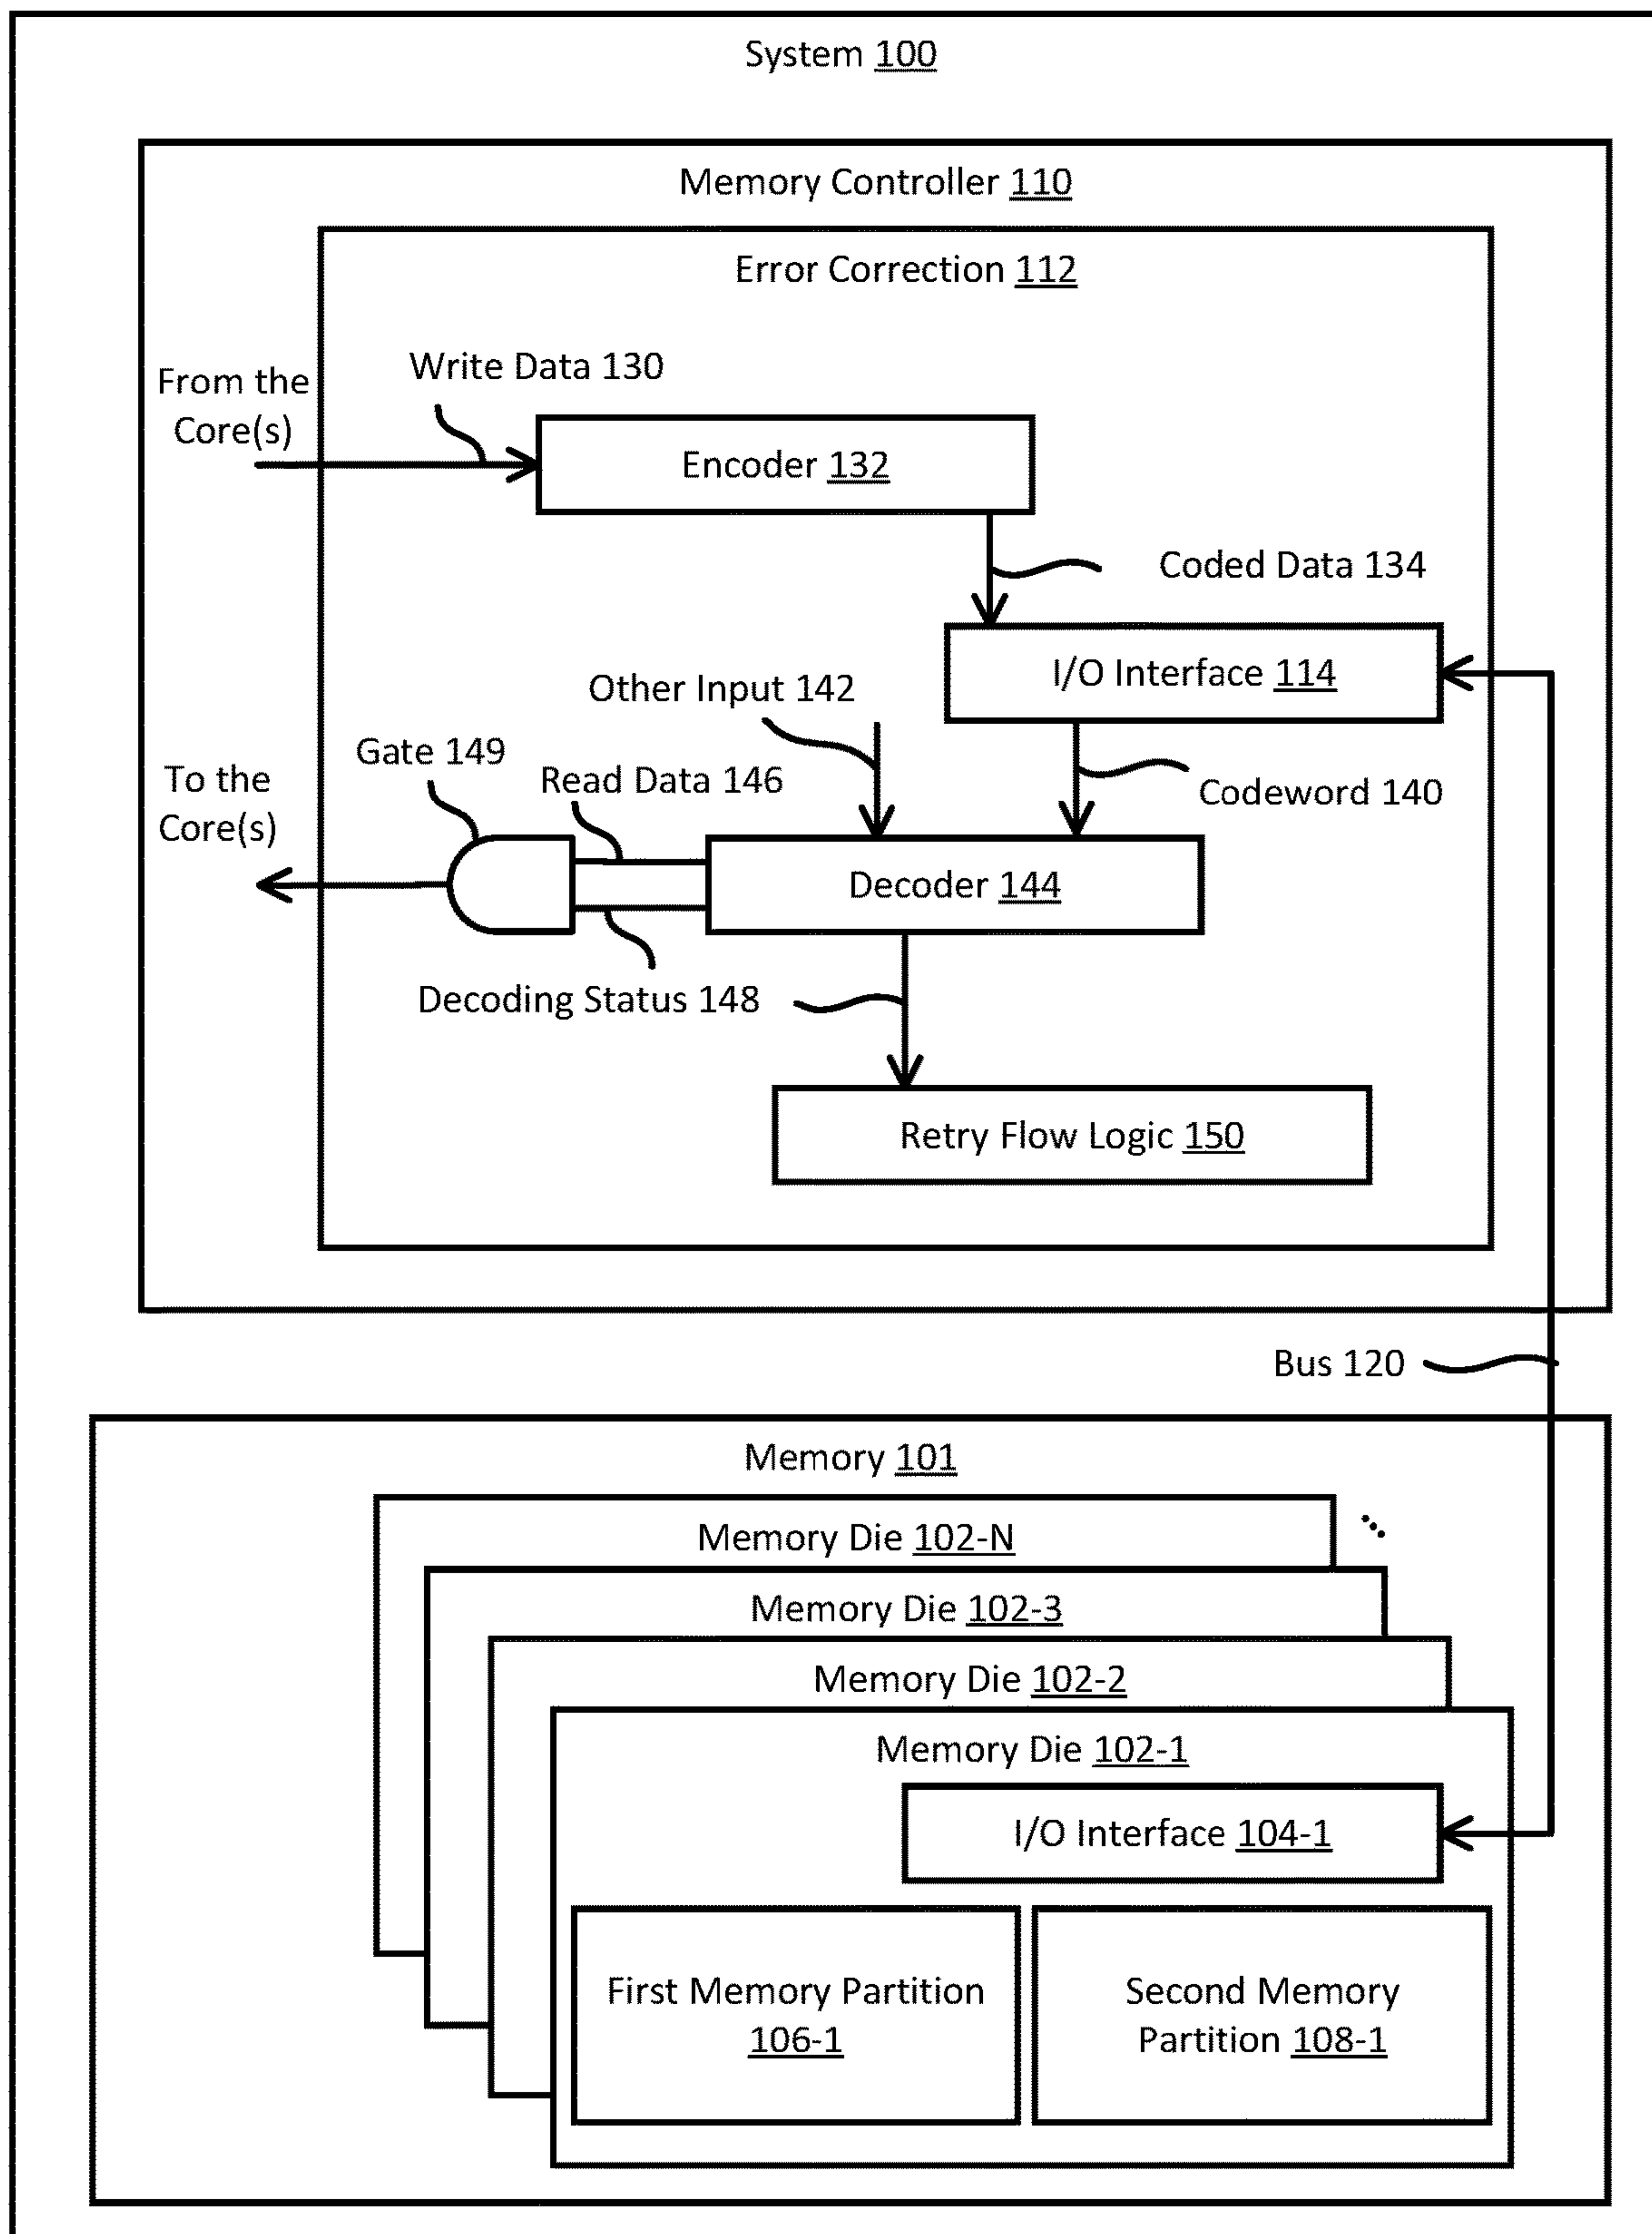 System 100
Memory Controller 110
Error Correction 112
From the
Core(s)
Write Data 130
Encoder 132
Coded Data 134
I/O Interface 114
Other Input 142
Gate 149
Read Data 146
To the
Core(s)
Codeword 140
Decoder 144
Decoding Status 148
Retry Flow Logic 150
Bus 120
Memory 101
Memory Die 102-N
Memory Die 102-3
Memory Die 102-2
Memory Die 102-1
I/O Interface 104-1
First Memory Partition
106-1
Second Memory
Partition 108-1